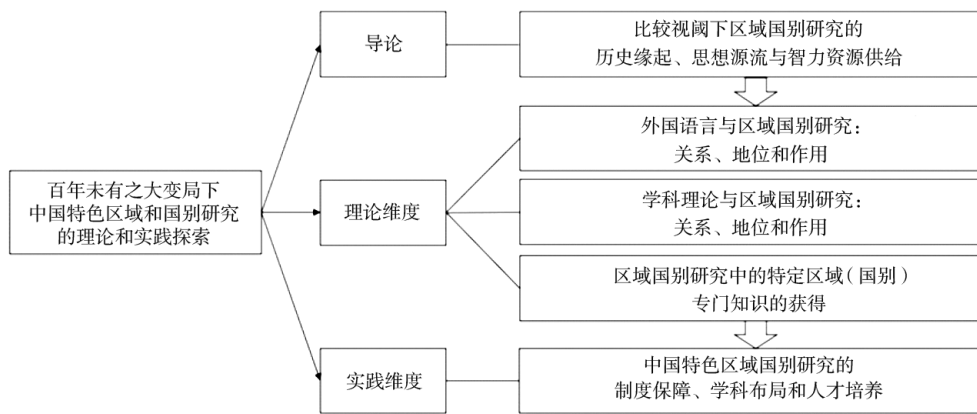 导论
比较视阈下区域国别研究的
历史缘起、思想源流与智力资源供给
外国语言与区域国别研究：
关系、地位和作用
百年未有之大变局下
中国特色区域和国别研究
的理论和实践探索
理论维度
学科理论与区域国别研究：
关系、地位和作用
区域国别研究中的特定区域（国别）
专门知识的获得
实践维度
中国特色区域国别研究的
制度保障、学科布局和人才培养